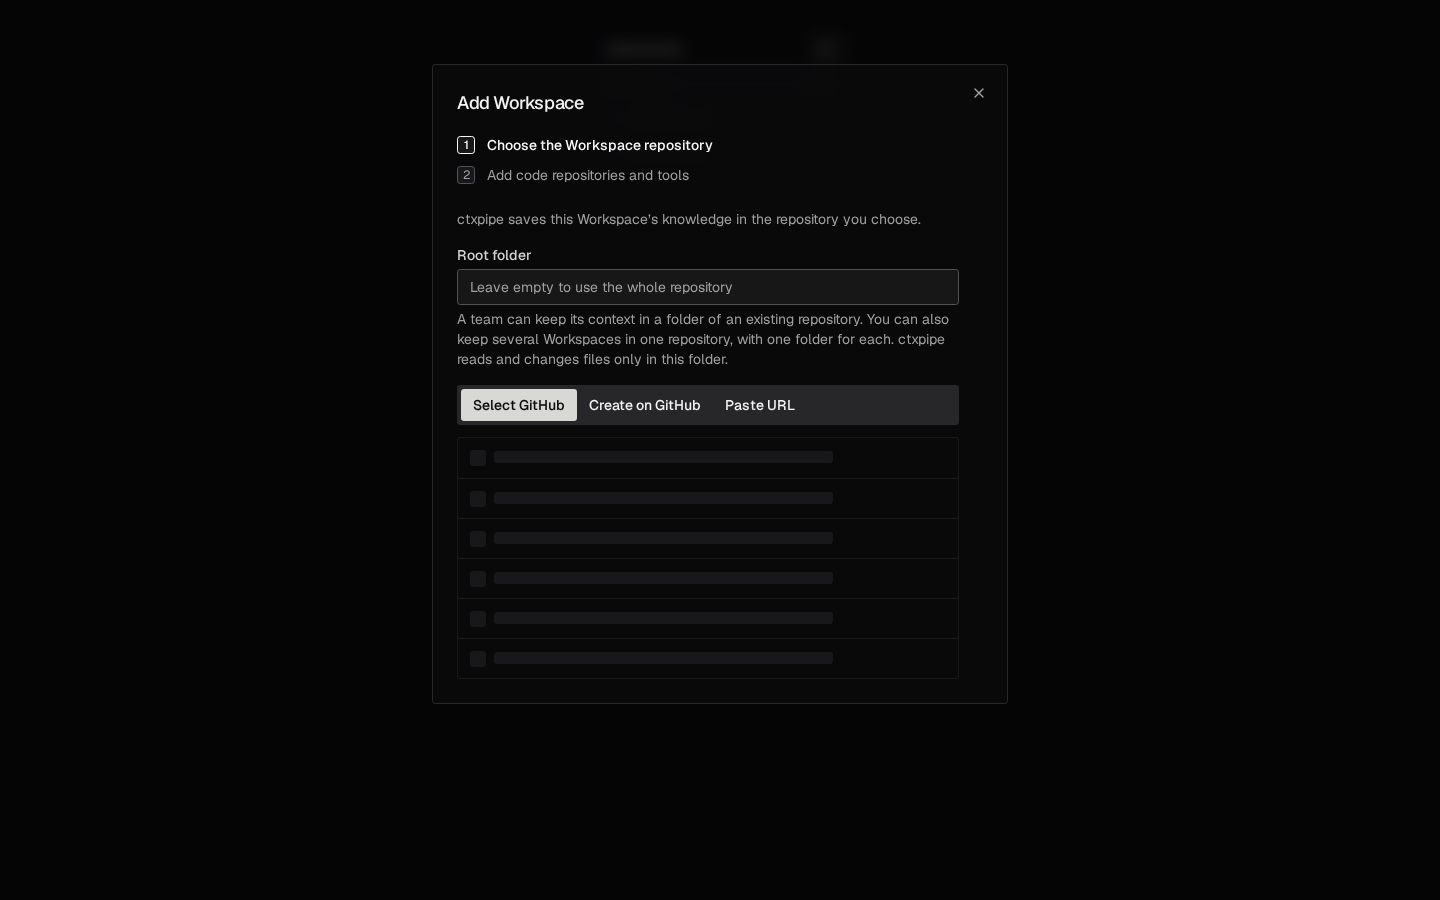 Add Workspace
1 Choose the Workspace repository
2 Add code repositories and tools
ctxpipe saves this Workspace's knowledge in the repository you choose.
Root folder
Leave empty to use the whole repository
A team can keep its context in a folder of an existing repository. You can also
keep several Workspaces in one repository, with one folder for each. ctxpipe
reads and changes files only in this folder.
Select GitHub Create on GitHub Paste URL